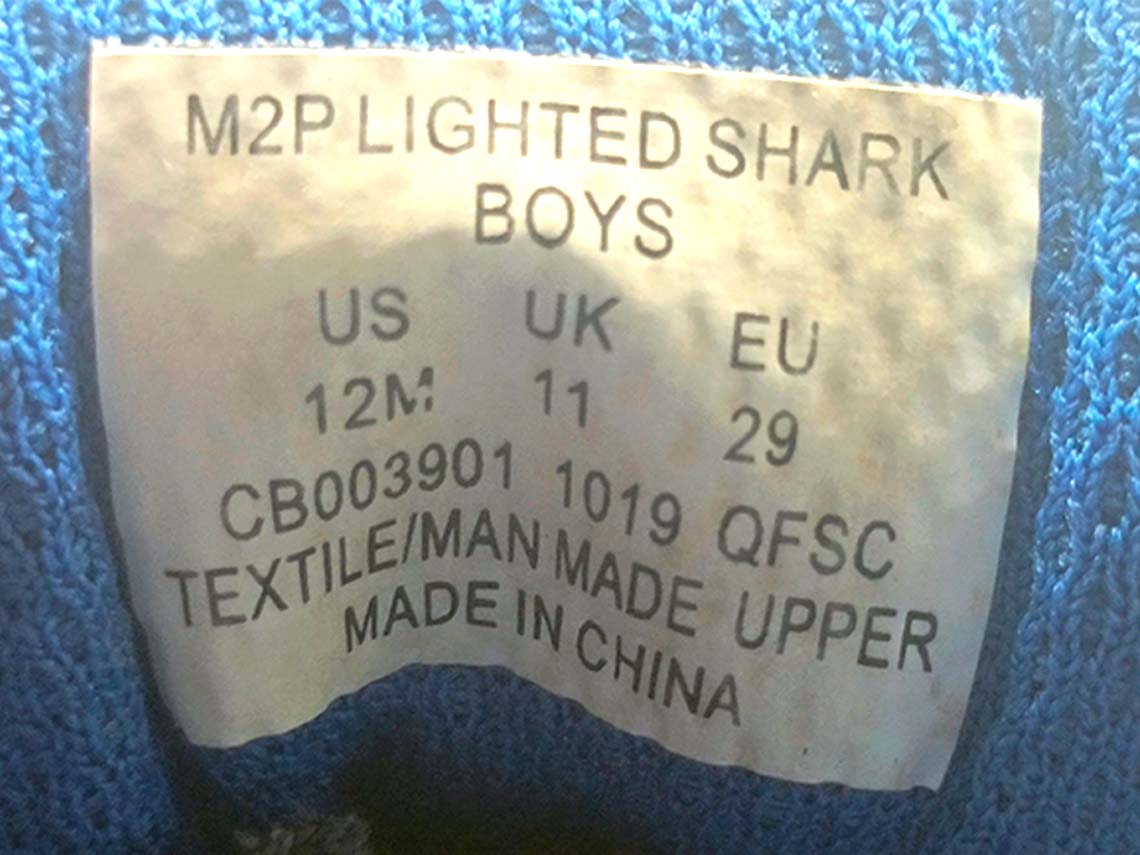 M2P LIGHTED SHARK
BOYS
US UK EU
12M 11 29
CB003901 1019 QFSC
TEXTILE/MAN MADE UPPER
MADE IN CHINA